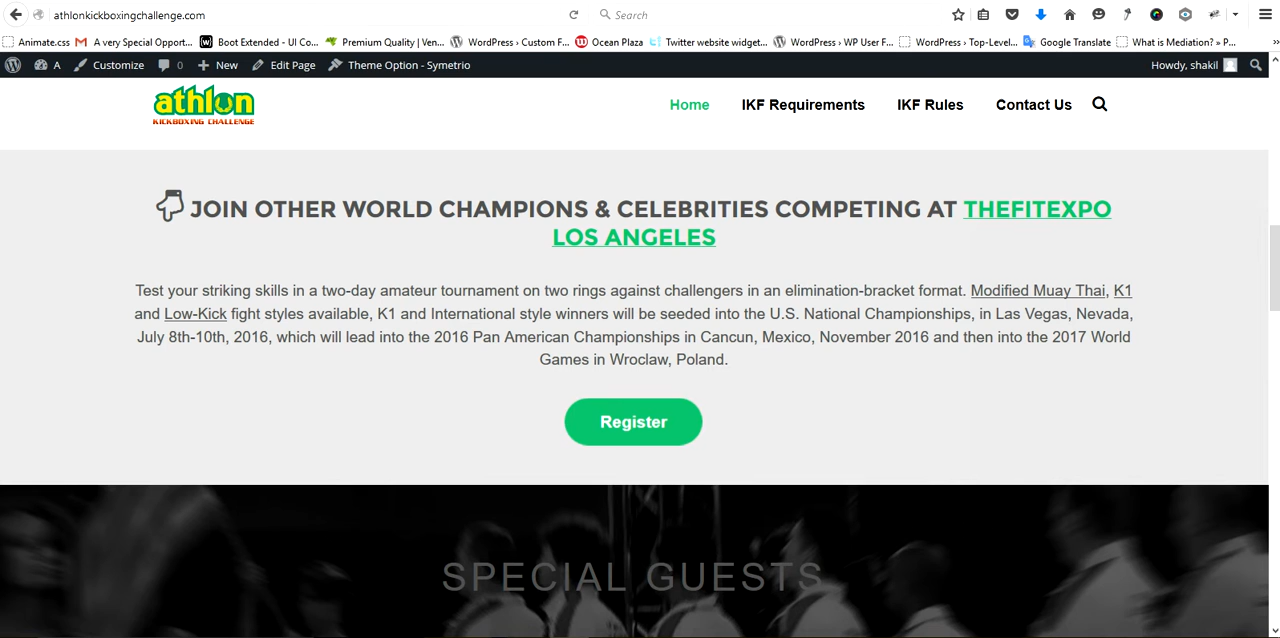 athlonkickboxingchallenge.com
Search
Animate.css
A very Special Opport...
Boot Extended - UI Co...
Premium Quality | Ven...
WordPress › Custom F...
Ocean Plaza
Twitter website widget...
WordPress › WP User F...
WordPress › Top-Level...
Google Translate
What is Mediation? » P...
A
Customize
0
New
Edit Page
Theme Option - Symetrio
Howdy, shakil
athlon
KICKBOXING CHALLENGE
Home
IKF Requirements
IKF Rules
Contact Us
JOIN OTHER WORLD CHAMPIONS & CELEBRITIES COMPETING AT THEFITEXPO
LOS ANGELES
Test your striking skills in a two-day amateur tournament on two rings against challengers in an elimination-bracket format. Modified Muay Thai, K1
and Low-Kick fight styles available, K1 and International style winners will be seeded into the U.S. National Championships, in Las Vegas, Nevada,
July 8th-10th, 2016, which will lead into the 2016 Pan American Championships in Cancun, Mexico, November 2016 and then into the 2017 World
Games in Wroclaw, Poland.
Register
SPECIAL GUESTS